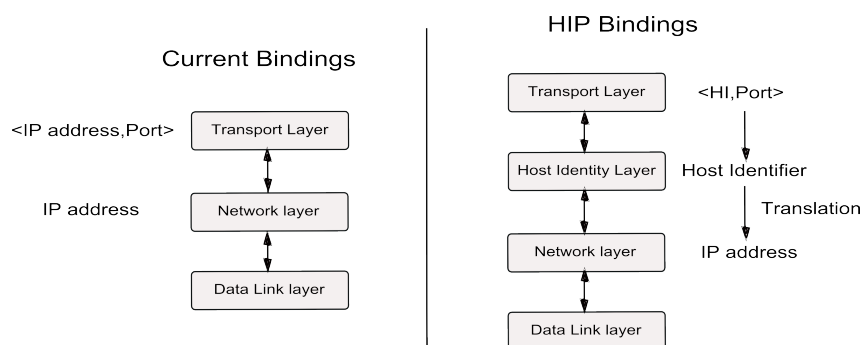 Current Bindings
<IP address,Port>
Transport Layer
IP address
Network layer
Data Link layer
HIP Bindings
Transport Layer
<HI,Port>
Host Identity Layer
Host Identifier
Translation
Network layer
IP address
Data Link layer